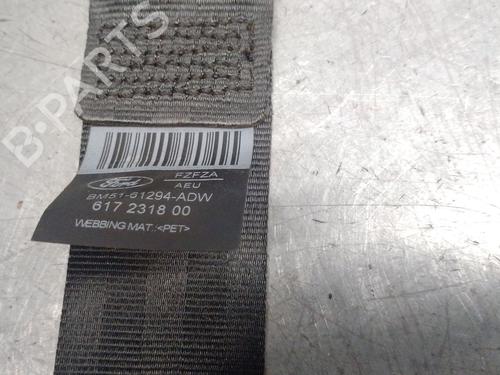 B·PARTS
Ford
FZFZA
AEU
BM51-61294-ADW
617 2318 00
WEBBING MAT.:<PET>